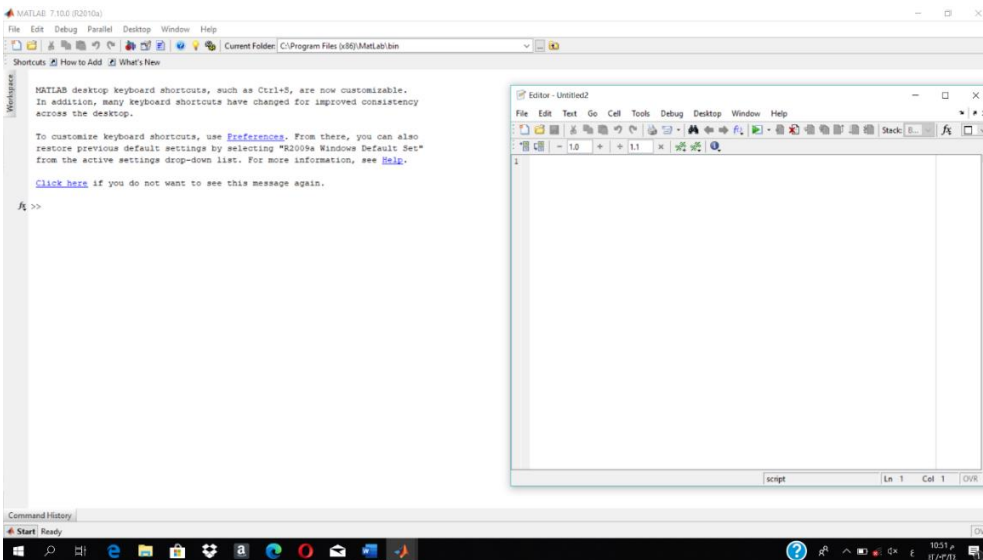 MATLAB 7.10.0 (R2010a)
File Edit Debug Parallel Desktop Window Help
Current Folder: C:\Program Files (x86)\MatLab\bin
Shortcuts How to Add What's New
Workspace
MATLAB desktop keyboard shortcuts, such as Ctrl+S, are now customizable.
In addition, many keyboard shortcuts have changed for improved consistency
across the desktop.
To customize keyboard shortcuts, use Preferences. From there, you can also
restore previous default settings by selecting "R2009a Windows Default Set"
from the active settings drop-down list. For more information, see Help.
Click here if you do not want to see this message again.
fx >>
Editor - Untitled2
File Edit Text Go Cell Tools Debug Desktop Window Help
Stack: B... fx
− 1.0 + ÷ 1.1 ×
1
script Ln 1 Col 1 OVR
Command History
Start Ready
10:51 م